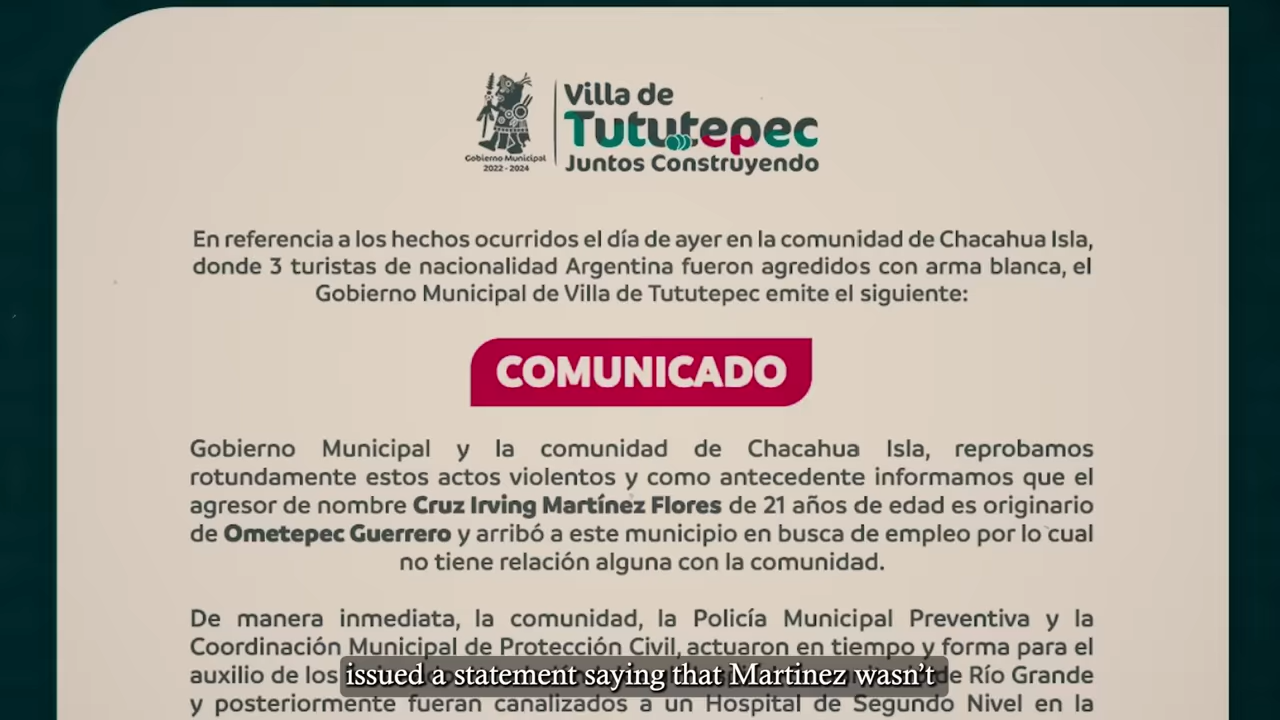 Villa de
Tututepec
Juntos Construyendo
Gobierno Municipal
2022 - 2024
En referencia a los hechos ocurridos el día de ayer en la comunidad de Chacahua Isla,
donde 3 turistas de nacionalidad Argentina fueron agredidos con arma blanca, el
Gobierno Municipal de Villa de Tututepec emite el siguiente:
COMUNICADO
Gobierno Municipal y la comunidad de Chacahua Isla, reprobamos
rotundamente estos actos violentos y como antecedente informamos que el
agresor de nombre Cruz Irving Martínez Flores de 21 años de edad es originario
de Ometepec Guerrero y arribó a este municipio en busca de empleo por lo cual
no tiene relación alguna con la comunidad.
De manera inmediata, la comunidad, la Policía Municipal Preventiva y la
Coordinación Municipal de Protección Civil, actuaron en tiempo y forma para el
auxilio de los de Río Grande
issued a statement saying that Martinez wasn't
y posteriormente fueran canalizados a un Hospital de Segundo Nivel en la